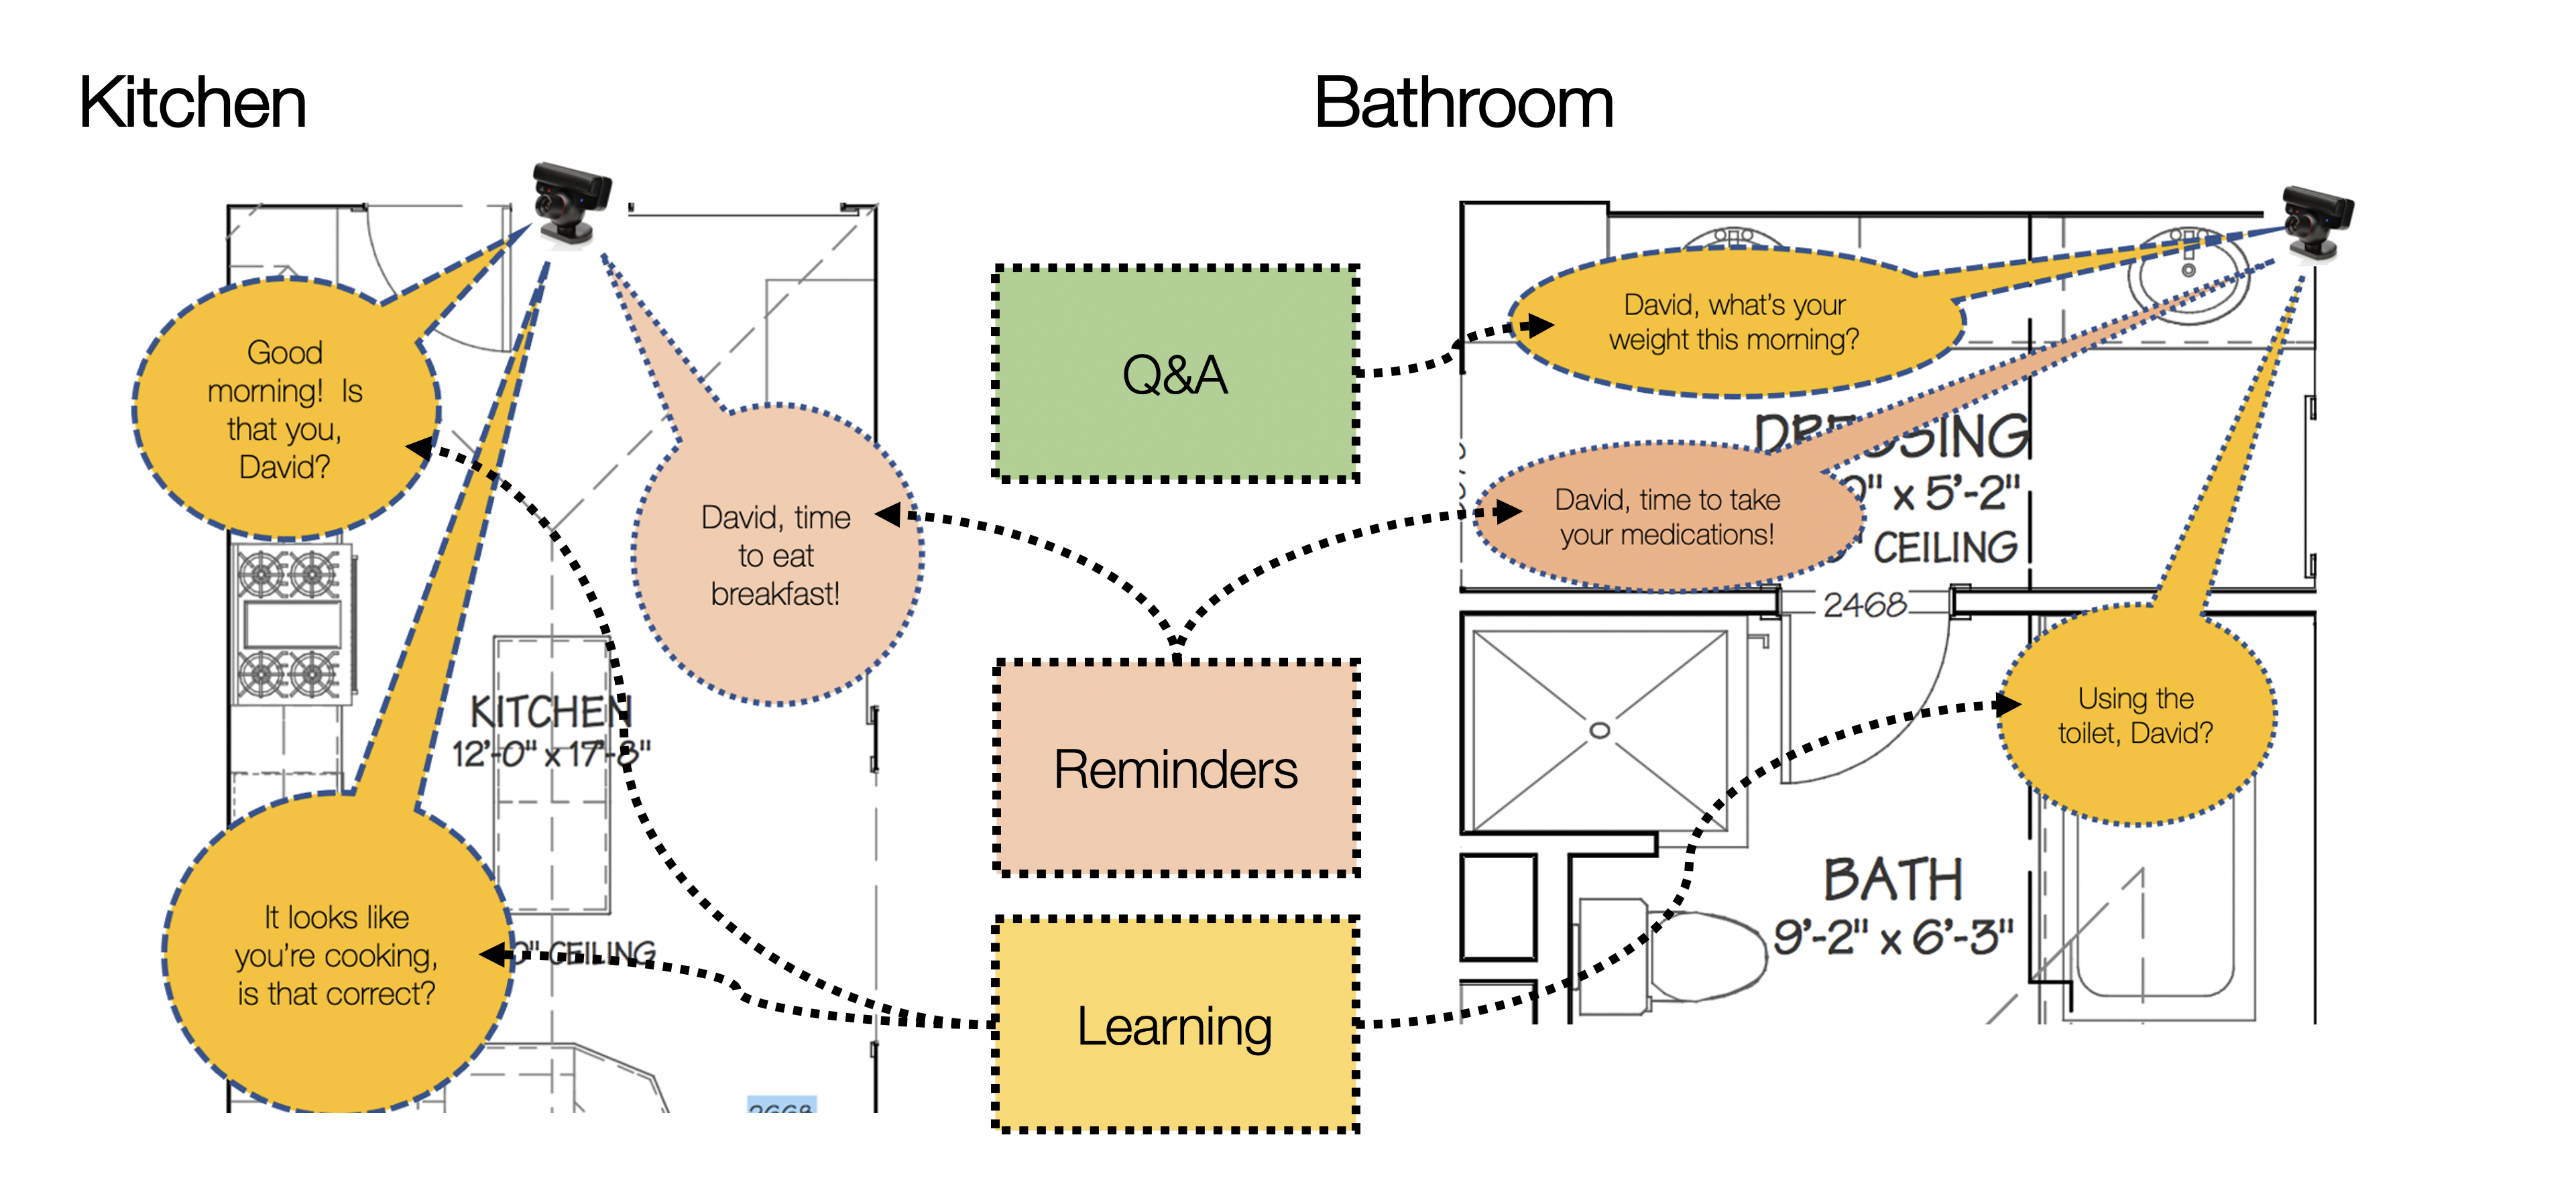 Kitchen
Bathroom
Good
morning!  Is
that you,
David?
David, time
to eat
breakfast!
KITCHEN
12'-0" x 17'-8"
It looks like
you're cooking,
is that correct?
0" CEILING
2668
Q&A
Reminders
Learning
David, what's your
weight this morning?
David, time to take
your medications!
0" x 5'-2"
CEILING
2468
Using the
toilet, David?
BATH
9'-2" x 6'-3"